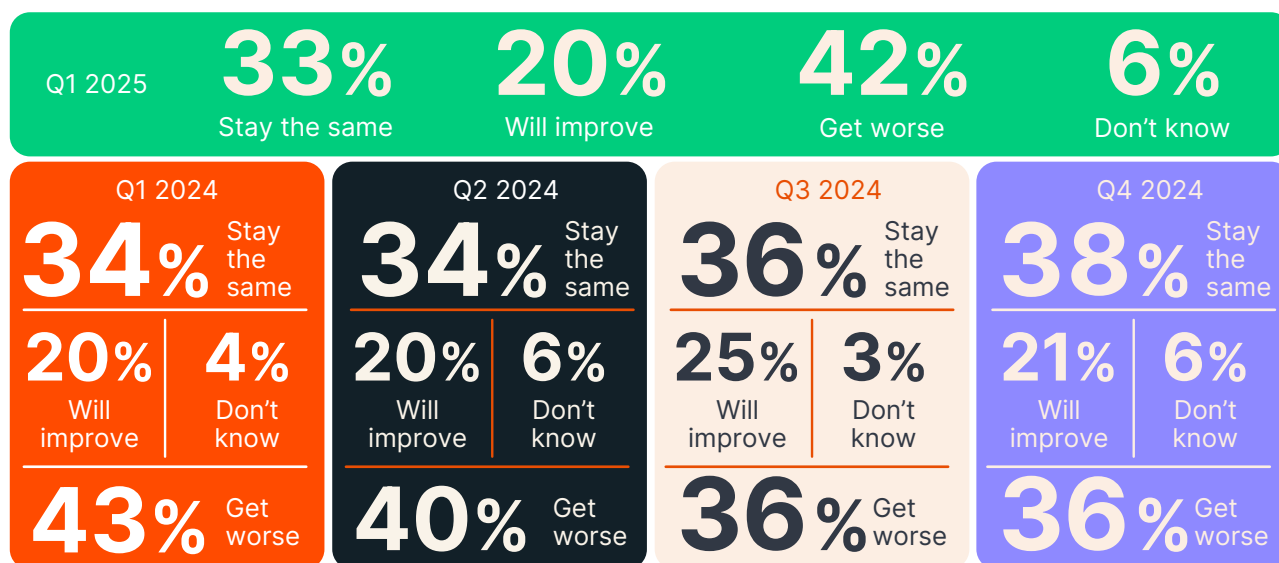 Q1 2025
33%
Stay the same
20%
Will improve
42%
Get worse
6%
Don’t know
Q1 2024
34%
Stay
the
same
20%
Will
improve
4%
Don’t
know
43%
Get
worse
Q2 2024
34%
Stay
the
same
20%
Will
improve
6%
Don’t
know
40%
Get
worse
Q3 2024
36%
Stay
the
same
25%
Will
improve
3%
Don’t
know
36%
Get
worse
Q4 2024
38%
Stay
the
same
21%
Will
improve
6%
Don’t
know
36%
Get
worse